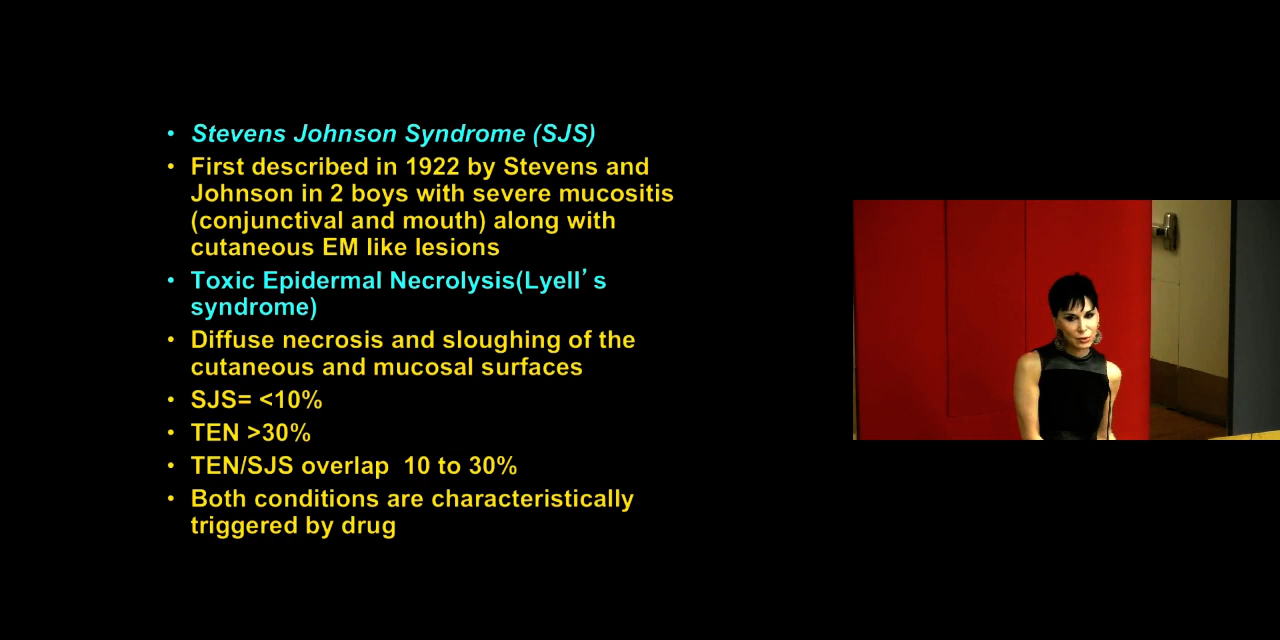 • Stevens Johnson Syndrome (SJS)
• First described in 1922 by Stevens and
Johnson in 2 boys with severe mucositis
(conjunctival and mouth) along with
cutaneous EM like lesions
• Toxic Epidermal Necrolysis(Lyell’s
syndrome)
• Diffuse necrosis and sloughing of the
cutaneous and mucosal surfaces
• SJS= <10%
• TEN >30%
• TEN/SJS overlap  10 to 30%
• Both conditions are characteristically
triggered by drug